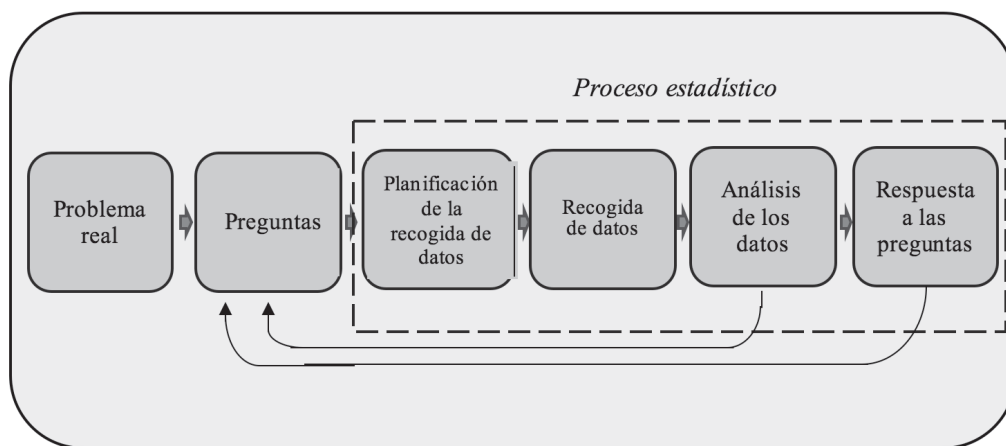 Proceso estadístico
Problema
real
Preguntas
Planificación
de la
recogida de
datos
Recogida
de datos
Análisis
de los
datos
Respuesta
a las
preguntas